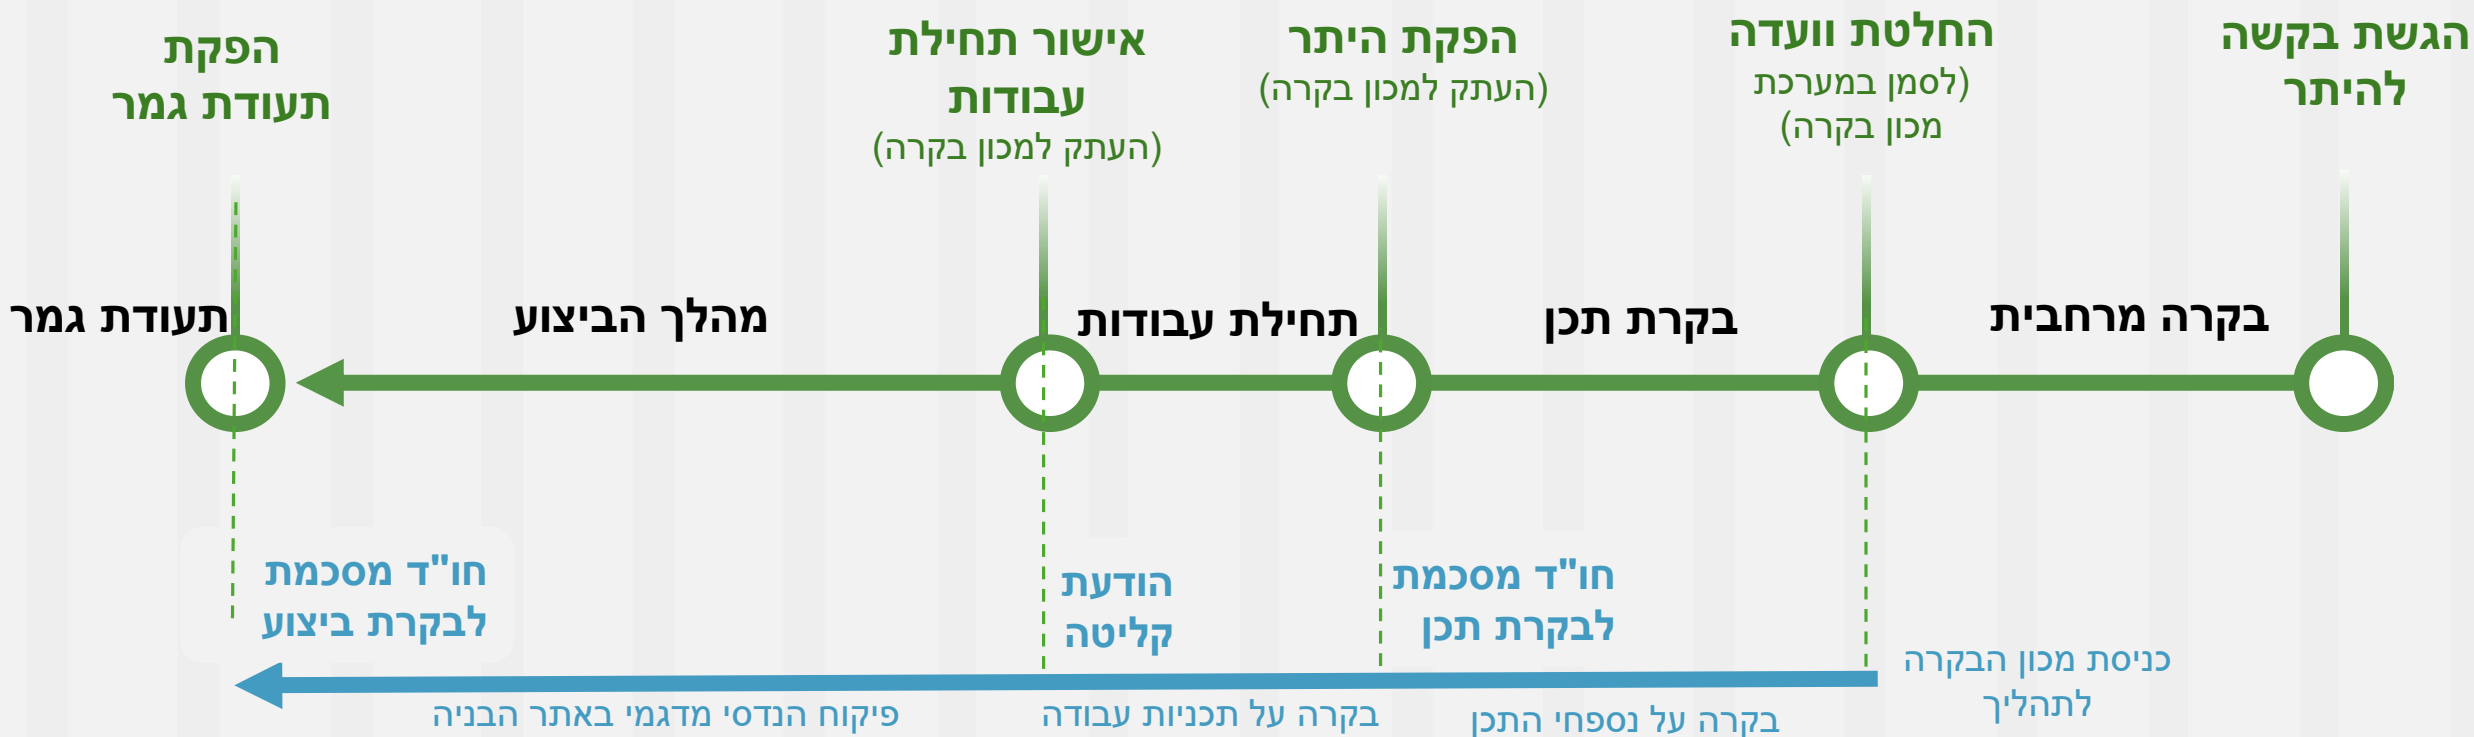 הגשת בקשה
להיתר
החלטת וועדה
(לסמן במערכת
מכון בקרה)
הפקת היתר
(העתק למכון בקרה)
אישור תחילת
עבודות
(העתק למכון בקרה)
הפקת
תעודת גמר
בקרה מרחבית
בקרת תכן
תחילת עבודות
מהלך הביצוע
תעודת גמר
חו"ד מסכמת
לבקרת תכן
הודעת
קליטה
חו"ד מסכמת
לבקרת ביצוע
כניסת מכון הבקרה
לתהליך
בקרה על נספחי התכן
בקרה על תכניות עבודה
פיקוח הנדסי מדגמי באתר הבניה